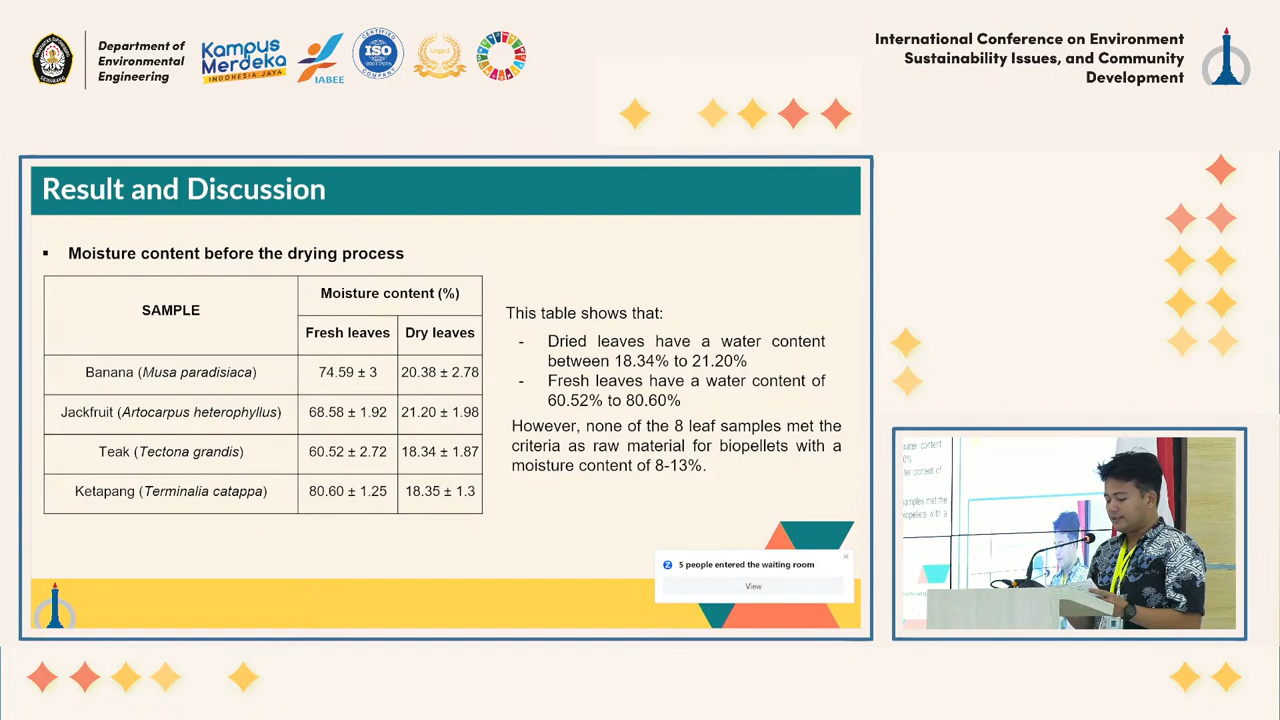 Department of
Environmental
Engineering
Kampus
Merdeka
INDONESIA JAYA
IABEE
CERTIFIED
ISO
COMPANY
International Conference on Environment
Sustainability Issues, and Community
Development
Result and Discussion
▪ Moisture content before the drying process
SAMPLE
Moisture content (%)
Fresh leaves Dry leaves
Banana (Musa paradisiaca) 74.59 ± 3 20.38 ± 2.78
Jackfruit (Artocarpus heterophyllus) 68.58 ± 1.92 21.20 ± 1.98
Teak (Tectona grandis) 60.52 ± 2.72 18.34 ± 1.87
Ketapang (Terminalia catappa) 80.60 ± 1.25 18.35 ± 1.3
This table shows that:
- Dried leaves have a water content
between 18.34% to 21.20%
- Fresh leaves have a water content of
60.52% to 80.60%
However, none of the 8 leaf samples met the
criteria as raw material for biopellets with a
moisture content of 8-13%.
5 people entered the waiting room
View